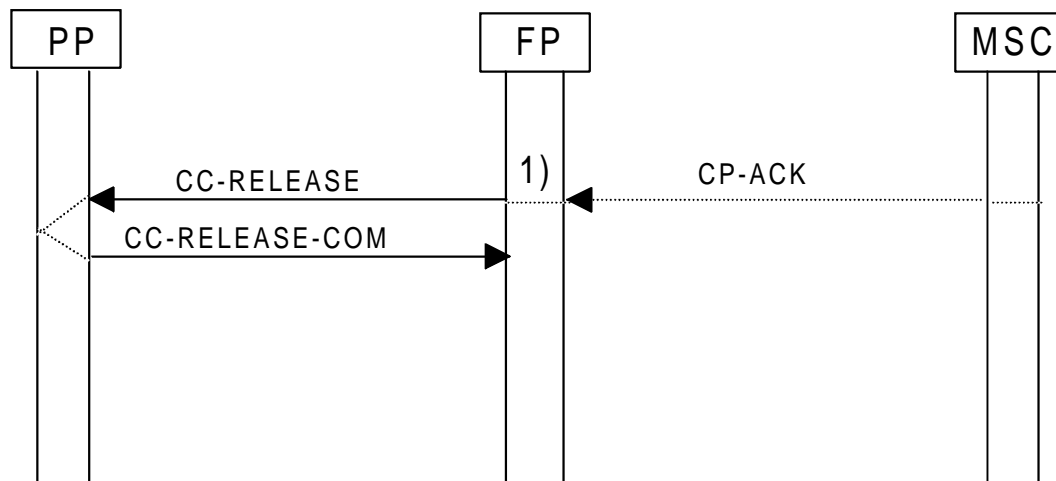 PP
FP
MSC
1)
CC-RELEASE
CP-ACK
CC-RELEASE-COM